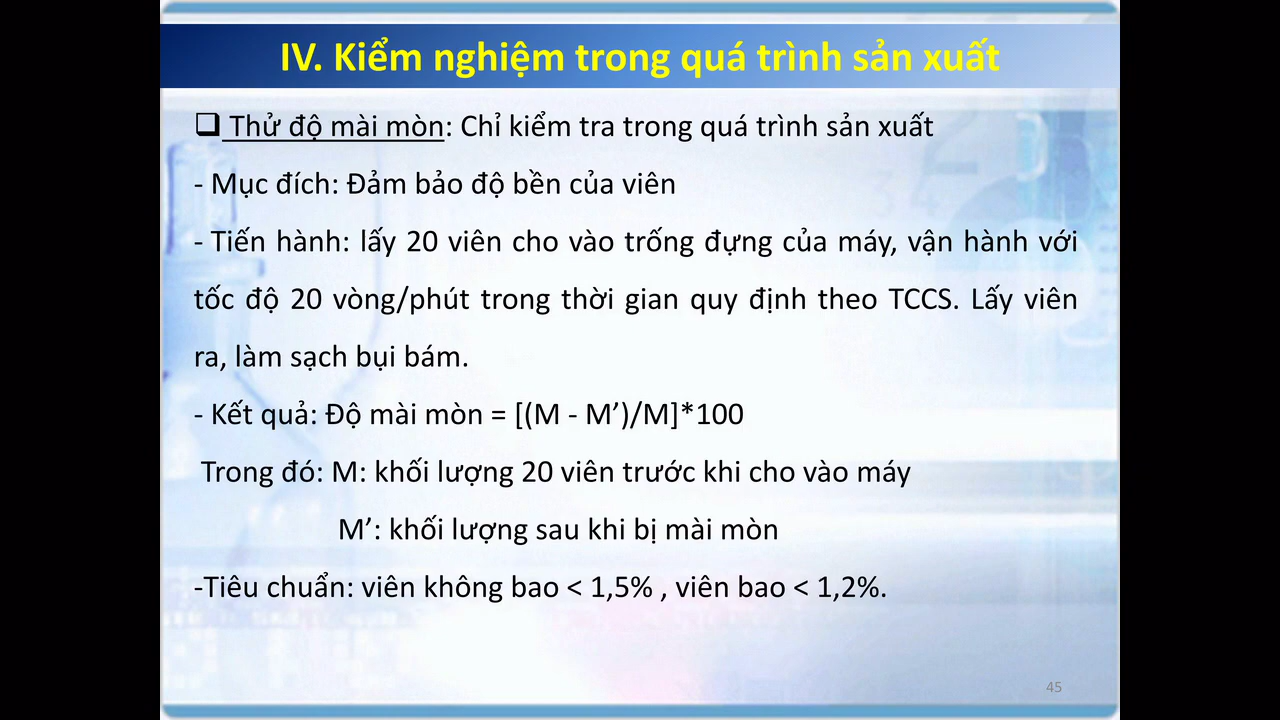 IV. Kiểm nghiệm trong quá trình sản xuất
❑ Thử độ mài mòn: Chỉ kiểm tra trong quá trình sản xuất
- Mục đích: Đảm bảo độ bền của viên
- Tiến hành: lấy 20 viên cho vào trống đựng của máy, vận hành với
tốc độ 20 vòng/phút trong thời gian quy định theo TCCS. Lấy viên
ra, làm sạch bụi bám.
- Kết quả: Độ mài mòn = [(M - M’)/M]*100
Trong đó: M: khối lượng 20 viên trước khi cho vào máy
M’: khối lượng sau khi bị mài mòn
-Tiêu chuẩn: viên không bao < 1,5% , viên bao < 1,2%.
45